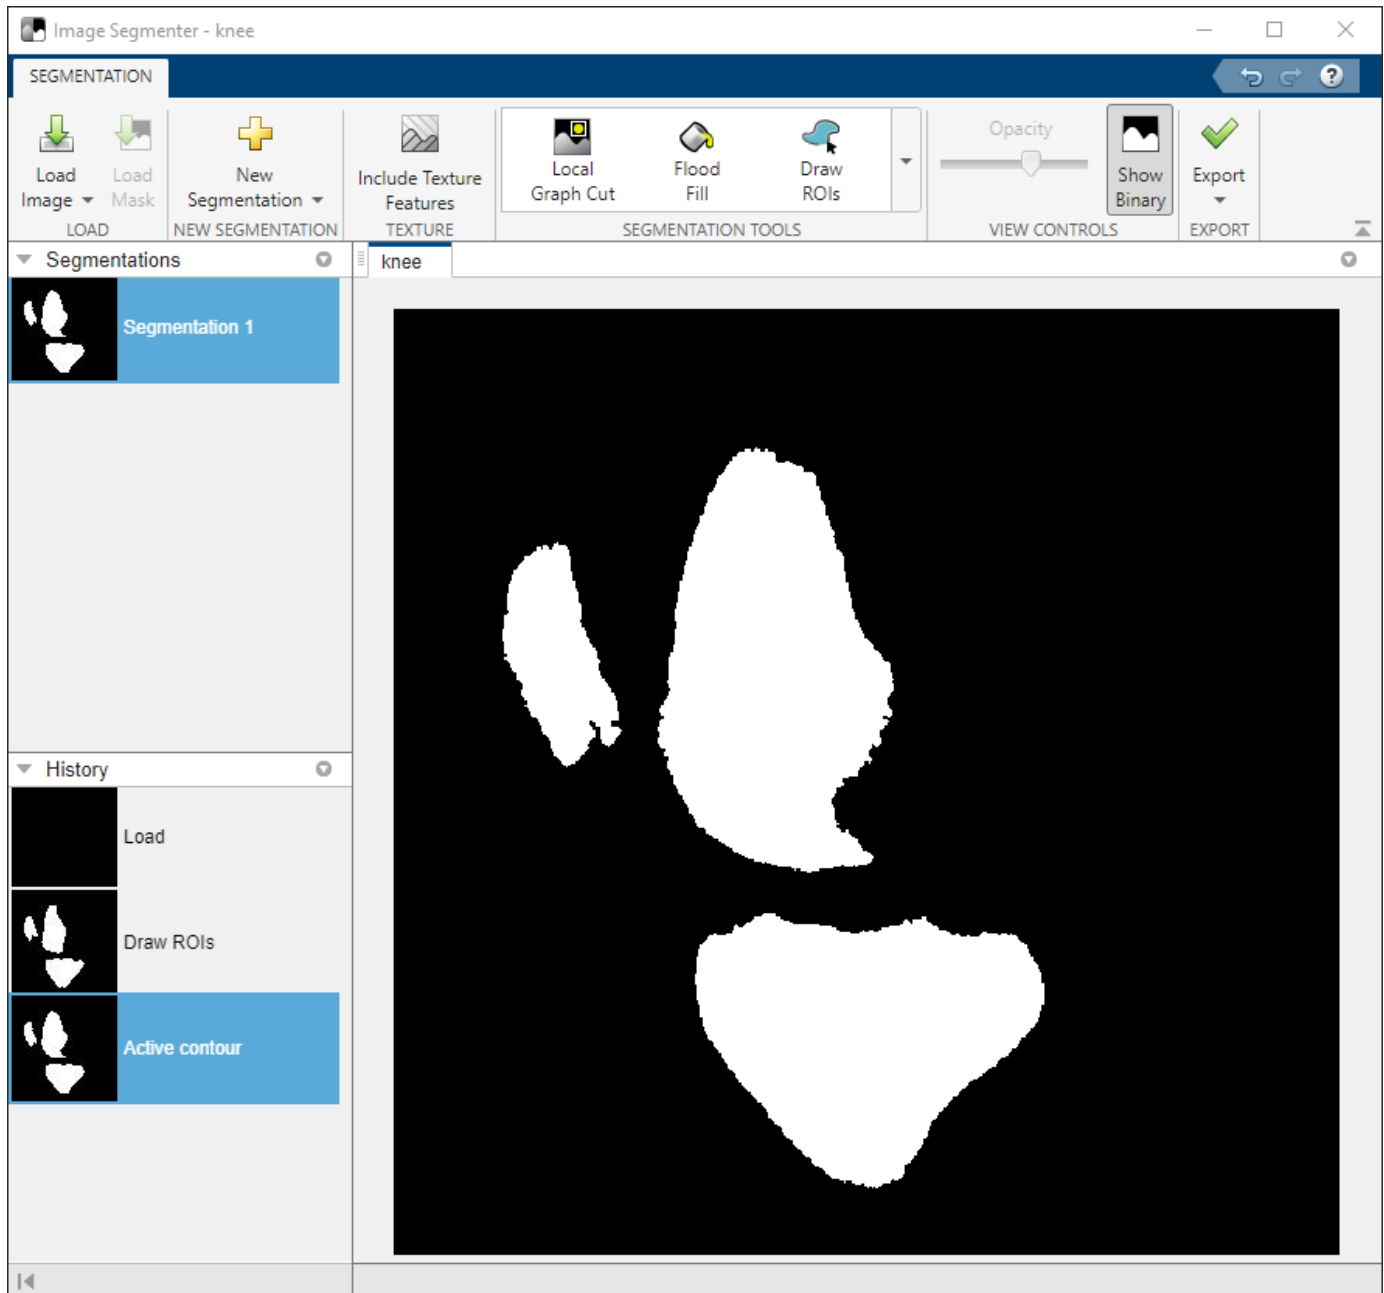 Image Segmenter - knee
SEGMENTATION
?
Load
Image
Load
Mask
LOAD
New
Segmentation
NEW SEGMENTATION
Include Texture
Features
TEXTURE
Local
Graph Cut
Flood
Fill
Draw
ROIs
SEGMENTATION TOOLS
Opacity
Show
Binary
VIEW CONTROLS
Export
EXPORT
Segmentations
knee
Segmentation 1
History
Load
Draw ROIs
Active contour